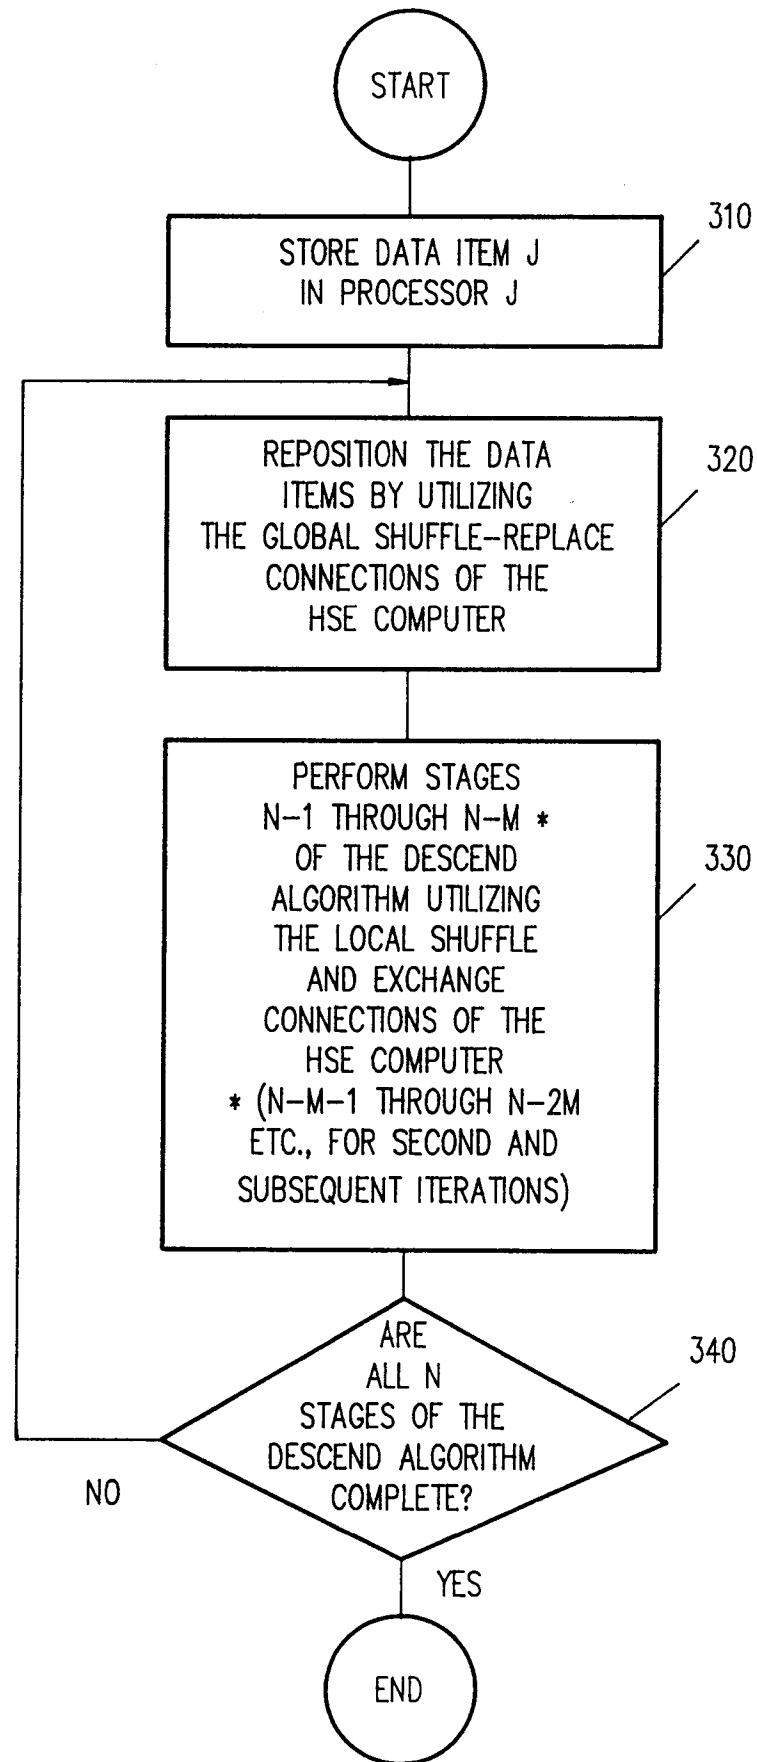 START
310
STORE DATA ITEM J
IN PROCESSOR J
320
REPOSITION THE DATA
ITEMS BY UTILIZING
THE GLOBAL SHUFFLE-REPLACE
CONNECTIONS OF THE
HSE COMPUTER
330
PERFORM STAGES
N-1 THROUGH N-M *
OF THE DESCEND
ALGORITHM UTILIZING
THE LOCAL SHUFFLE
AND EXCHANGE
CONNECTIONS OF THE
HSE COMPUTER
* (N-M-1 THROUGH N-2M
ETC., FOR SECOND AND
SUBSEQUENT ITERATIONS)
340
ARE
ALL N
STAGES OF THE
DESCEND ALGORITHM
COMPLETE?
NO
YES
END